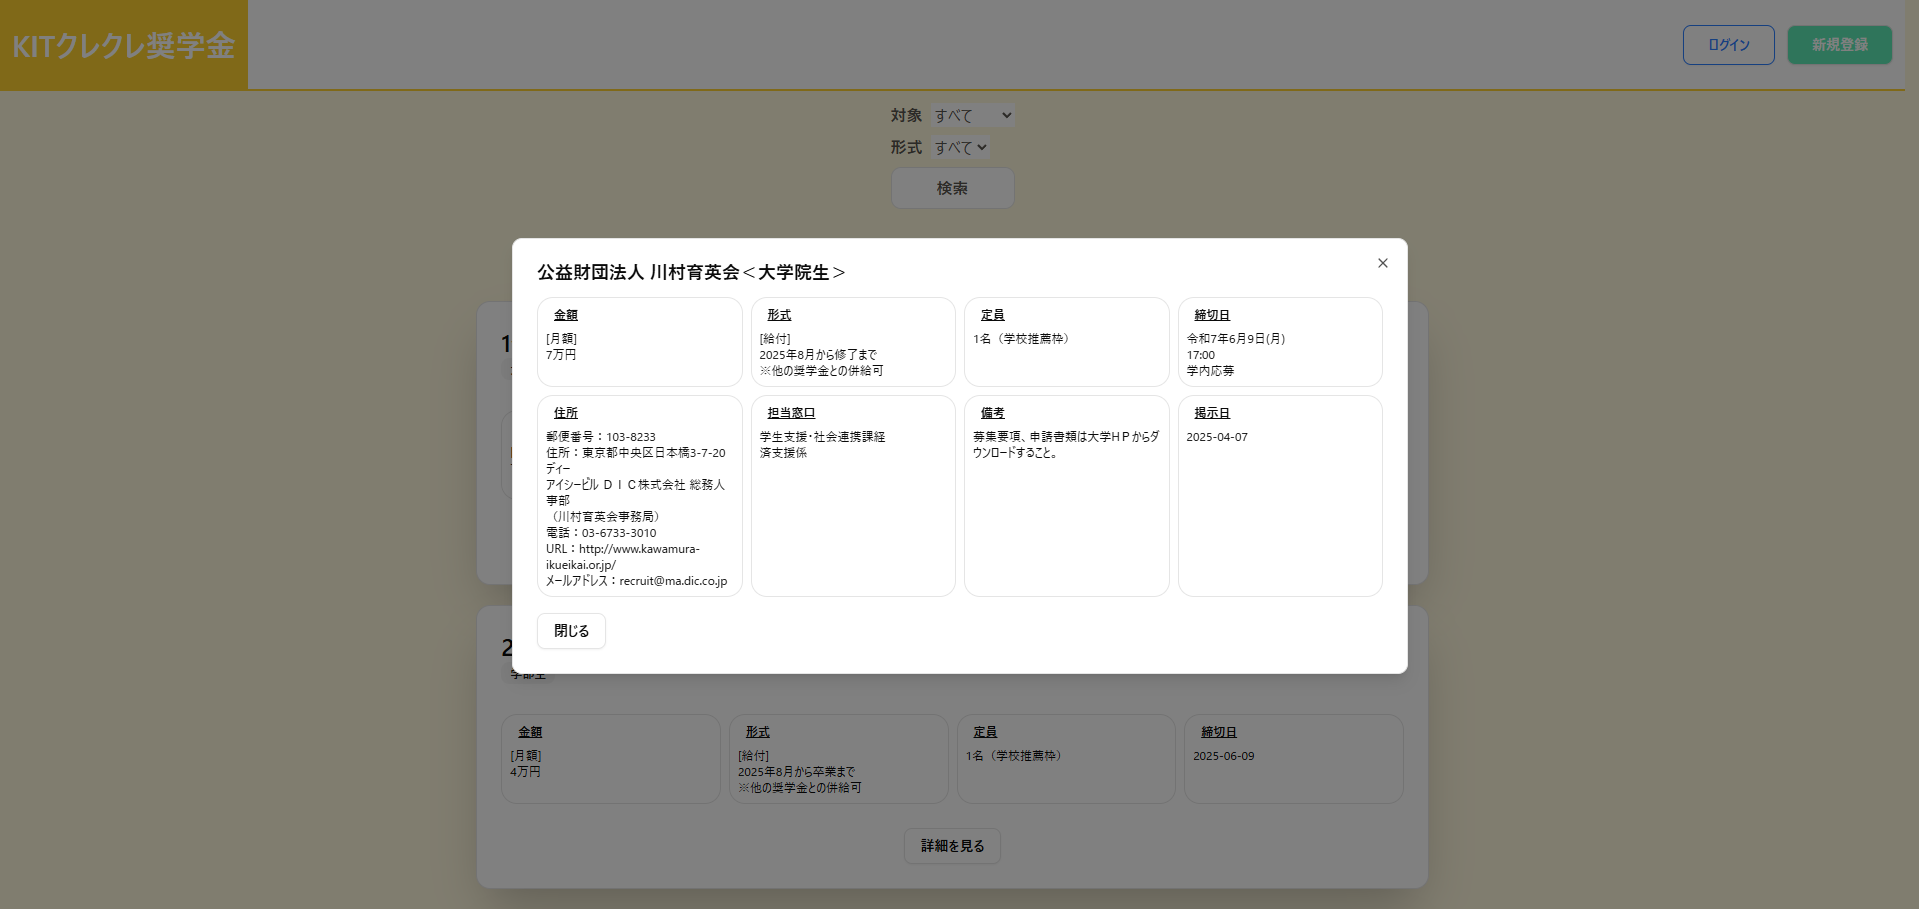 KITクレクレ奨学金
ログイン
新規登録
対象 すべて
形式 すべて
検索
公益財団法人 川村育英会＜大学院生＞
金額
[月額]
7万円
形式
[給付]
2025年8月から修了まで
※他の奨学金との併給可
定員
1名（学校推薦枠）
締切日
令和7年6月9日(月)
17:00
学内応募
住所
郵便番号：103-8233
住所：東京都中央区日本橋3-7-20
ディー
アイシービル ＤＩＣ株式会社 総務人
事部
（川村育英会事務局）
電話：03-6733-3010
URL：http://www.kawamura-
ikueikai.or.jp/
メールアドレス：recruit@ma.dic.co.jp
担当窓口
学生支援・社会連携課経
済支援係
備考
募集要項、申請書類は大学ＨＰからダ
ウンロードすること。
掲示日
2025-04-07
閉じる
1
2
学部生
金額
[月額]
4万円
形式
[給付]
2025年8月から卒業まで
※他の奨学金との併給可
定員
1名（学校推薦枠）
締切日
2025-06-09
詳細を見る